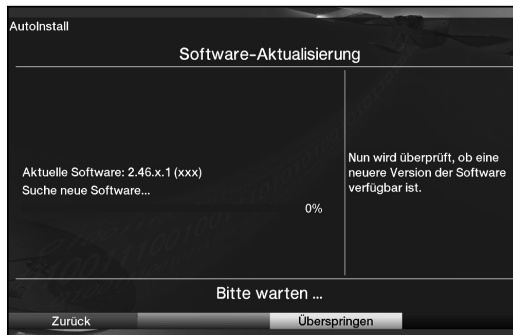 AutoInstall
Software-Aktualisierung
Aktuelle Software: 2.46.x.1 (xxx)
Suche neue Software...
0%
Nun wird überprüft, ob eine
neuere Version der Software
verfügbar ist.
Bitte warten ...
Zurück
Überspringen